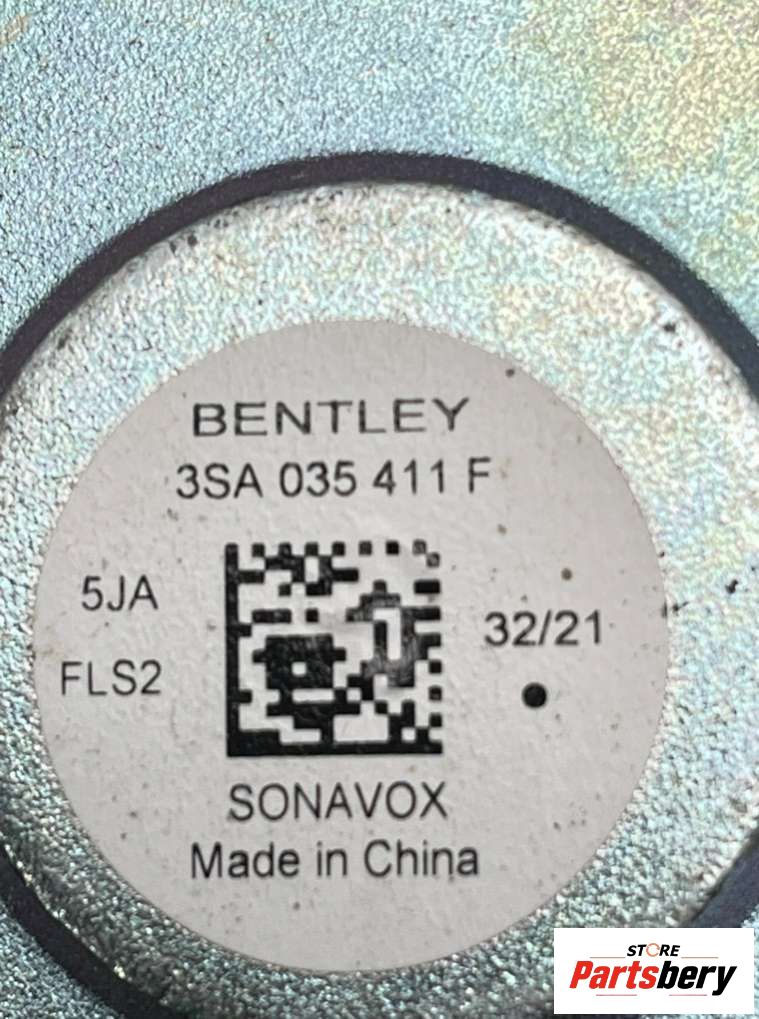 BENTLEY
3SA 035 411 F
5JA
32/21
FLS2
SONAVOX
Made in China
STORE
Partsbery